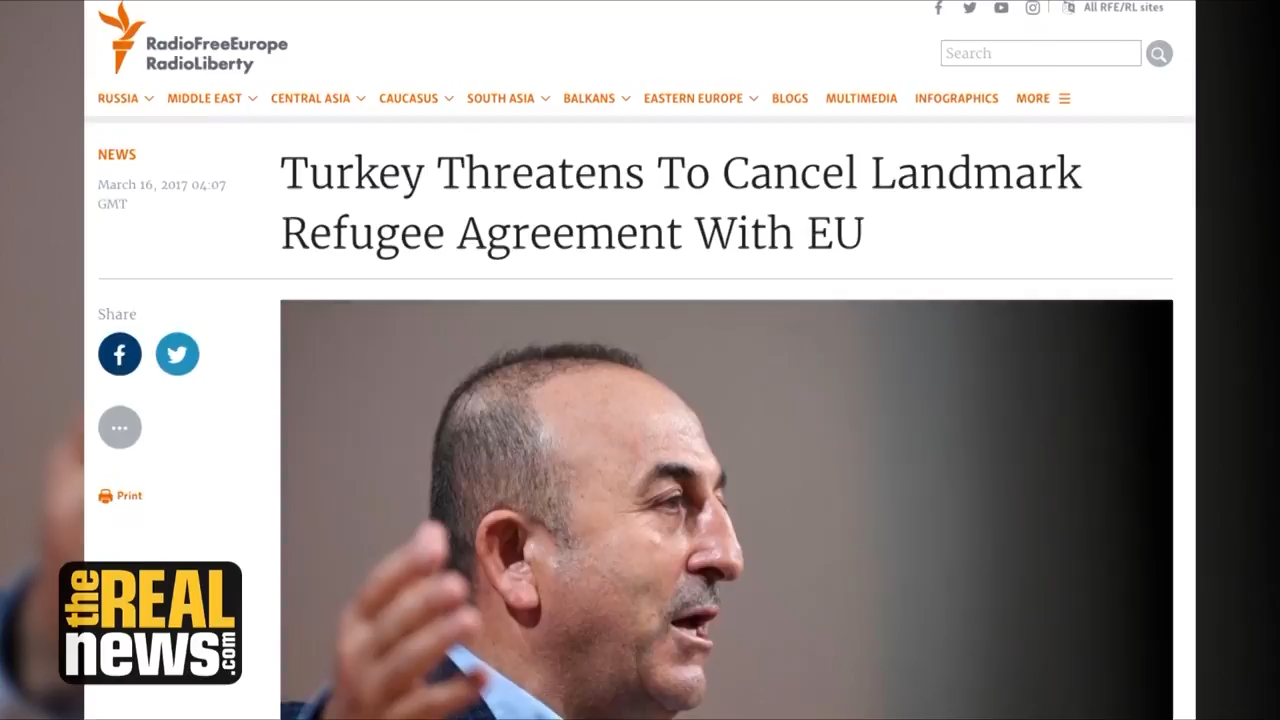 All RFE/RL sites
RadioFreeEurope
RadioLiberty
Search
RUSSIA MIDDLE EAST CENTRAL ASIA CAUCASUS SOUTH ASIA BALKANS EASTERN EUROPE BLOGS MULTIMEDIA INFOGRAPHICS MORE
NEWS
March 16, 2017 04:07
GMT
Turkey Threatens To Cancel Landmark
Refugee Agreement With EU
Share
Print
the REAL
news.com